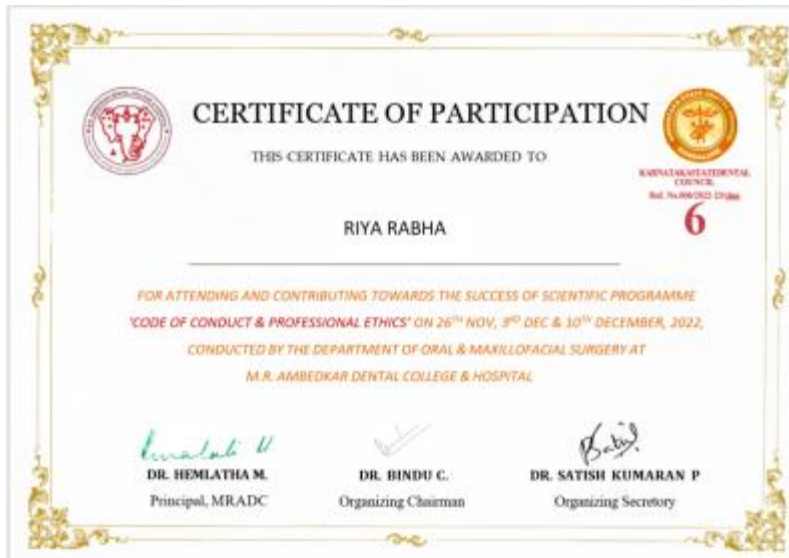 CERTIFICATE OF PARTICIPATION
THIS CERTIFICATE HAS BEEN AWARDED TO
KARNATAKA STATE DENTAL
COUNCIL
6
RIYA RABHA
FOR ATTENDING AND CONTRIBUTING TOWARDS THE SUCCESS OF SCIENTIFIC PROGRAMME
'CODE OF CONDUCT & PROFESSIONAL ETHICS' ON 26TH NOV, 3RD DEC & 10TH DECEMBER, 2022,
CONDUCTED BY THE DEPARTMENT OF ORAL & MAXILLOFACIAL SURGERY AT
M.R. AMBEDKAR DENTAL COLLEGE & HOSPITAL
DR. HEMLATHA M.
Principal, MRADC
DR. BINDU C.
Organizing Chairman
DR. SATISH KUMARAN P
Organizing Secretary